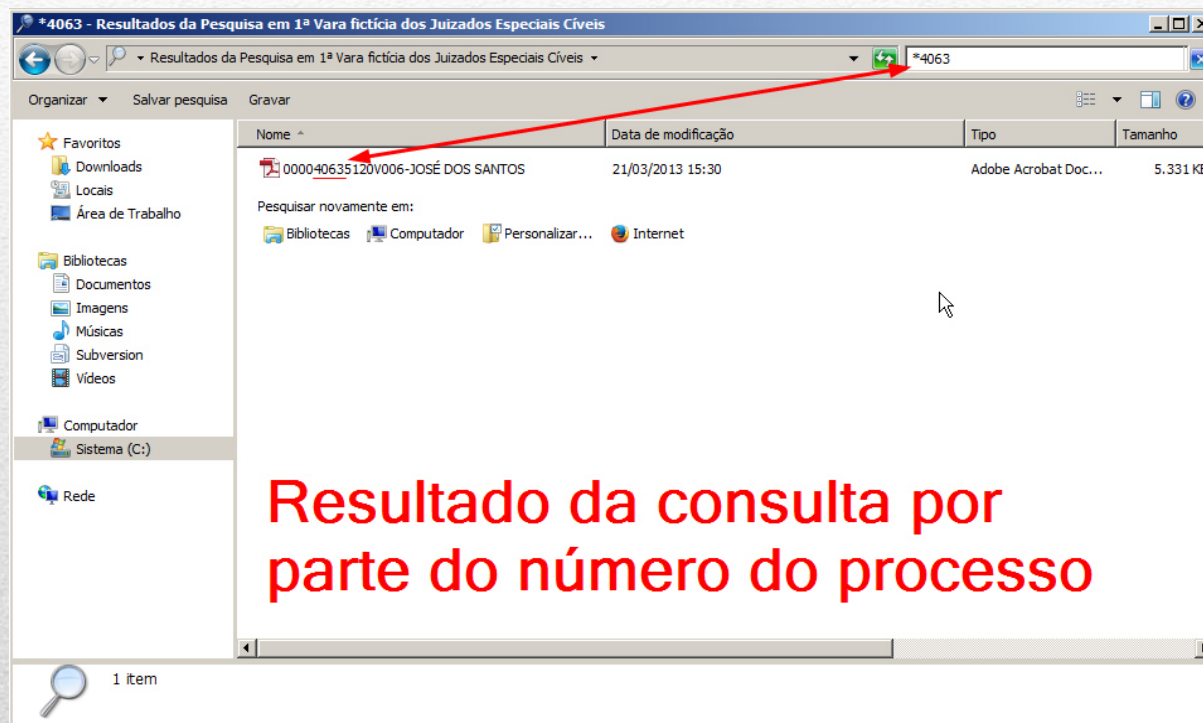 *4063 - Resultados da Pesquisa em 1ª Vara fictícia dos Juizados Especiais Cíveis
Resultados da Pesquisa em 1ª Vara fictícia dos Juizados Especiais Cíveis
*4063
Organizar Salvar pesquisa Gravar
Nome Data de modificação Tipo Tamanho
000040635120V006-JOSÉ DOS SANTOS 21/03/2013 15:30 Adobe Acrobat Doc... 5.331 KB
Pesquisar novamente em:
Bibliotecas Computador Personalizar... Internet
Favoritos
Downloads
Locais
Área de Trabalho
Bibliotecas
Documentos
Imagens
Músicas
Subversion
Vídeos
Computador
Sistema (C:)
Rede
Resultado da consulta por
parte do número do processo
1 item